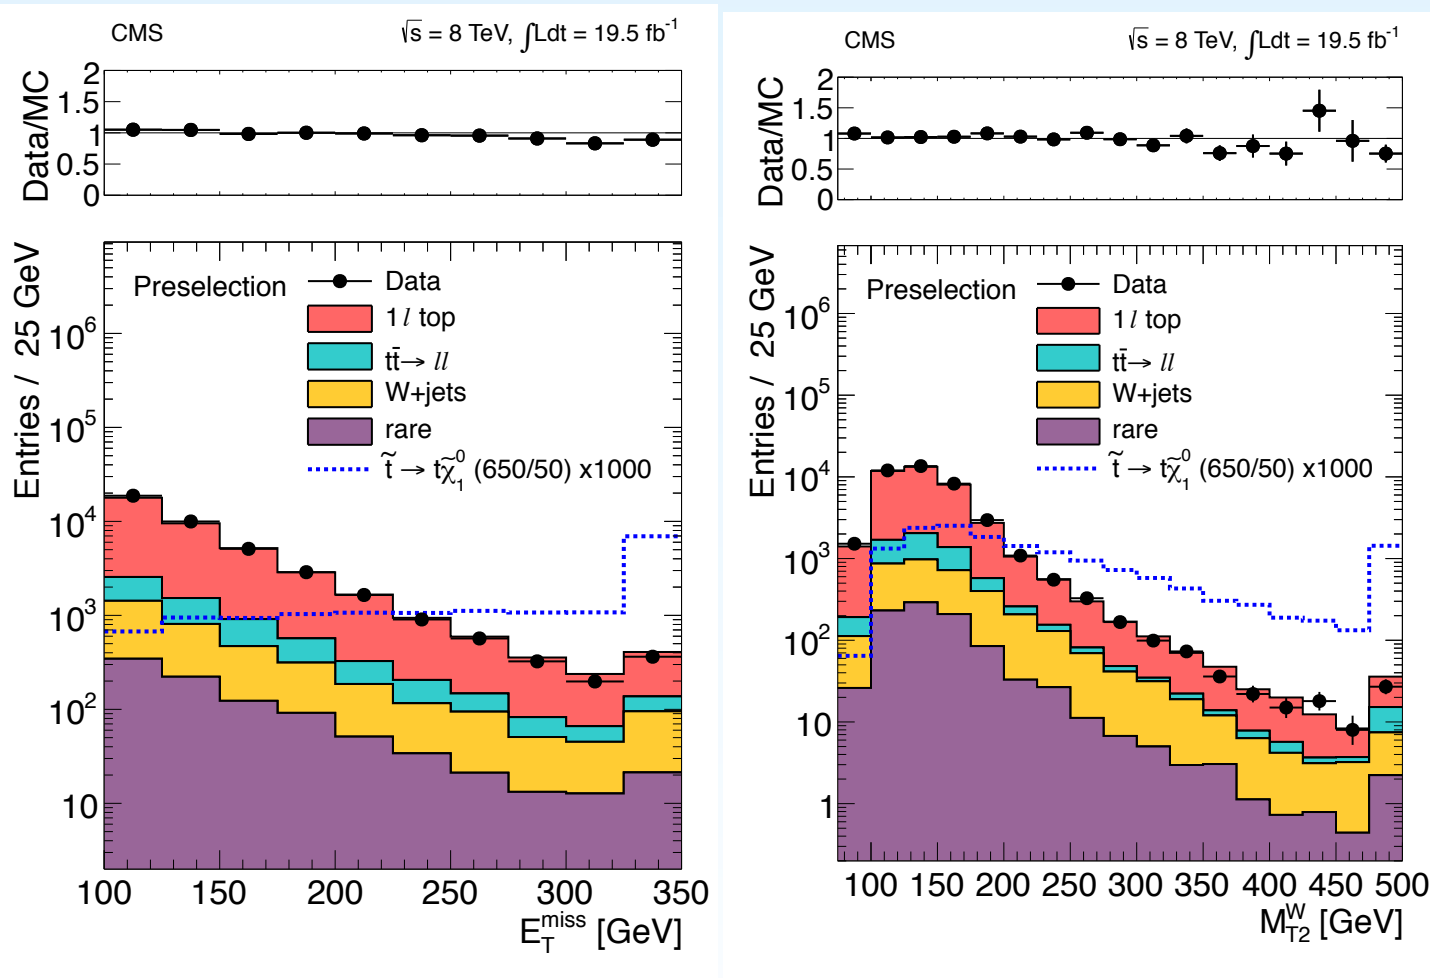 CMS
√s = 8 TeV, ∫Ldt = 19.5 fb⁻¹
Data/MC
2
1.5
1
0.5
0
Entries / 25 GeV
Preselection
Data
1 l top
tt̄→ ll
W+jets
rare
t̃ → tχ̃⁰₁ (650/50) x1000
10⁶
10⁵
10⁴
10³
10²
10
100 150 200 250 300 350
E_T^miss [GeV]
CMS
√s = 8 TeV, ∫Ldt = 19.5 fb⁻¹
Data/MC
2
1.5
1
0.5
0
Entries / 25 GeV
Preselection
Data
1 l top
tt̄→ ll
W+jets
rare
t̃ → tχ̃⁰₁ (650/50) x1000
10⁶
10⁵
10⁴
10³
10²
10
1
100 150 200 250 300 350 400 450 500
M_T2^W [GeV]